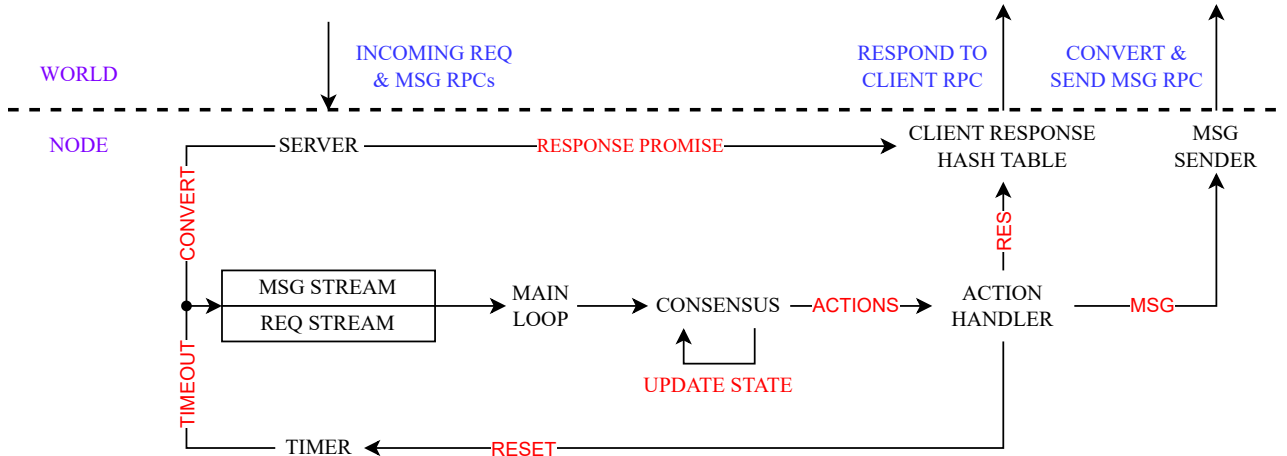 INCOMING REQ
& MSG RPCs
RESPOND TO
CLIENT RPC
CONVERT &
SEND MSG RPC
WORLD
NODE
SERVER
RESPONSE PROMISE
CLIENT RESPONSE
HASH TABLE
MSG
SENDER
CONVERT
RES
MSG STREAM
REQ STREAM
MAIN
LOOP
CONSENSUS
ACTIONS
ACTION
HANDLER
MSG
UPDATE STATE
TIMEOUT
TIMER
RESET